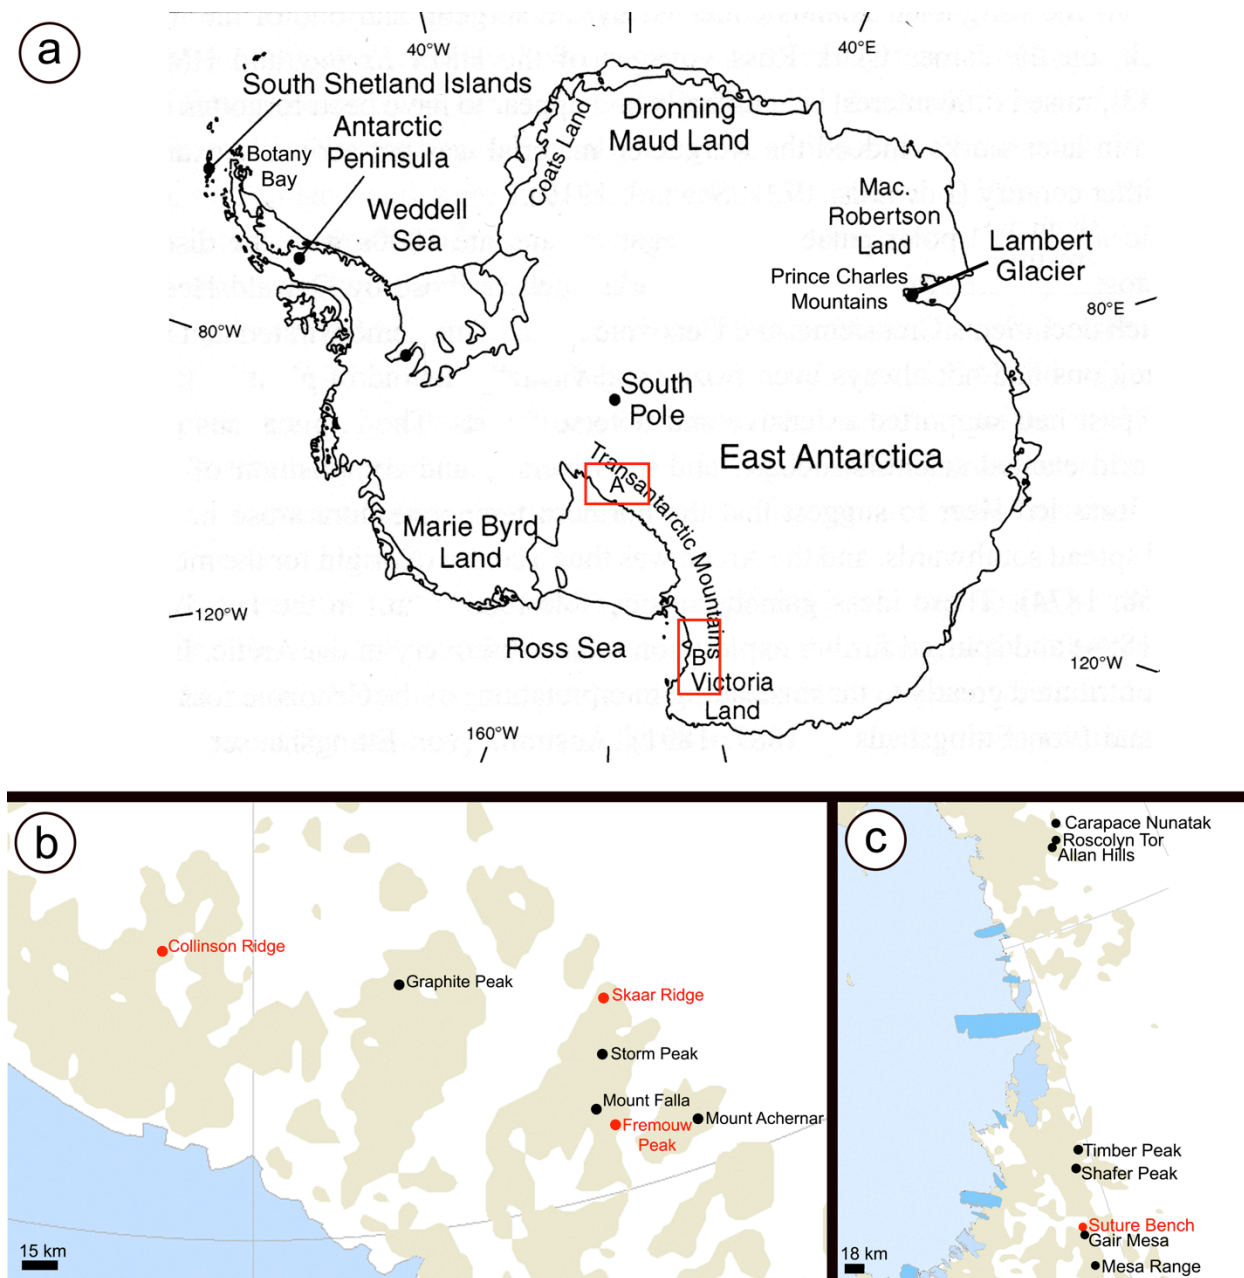 a
40°W
40°E
South Shetland Islands
Antarctic
Peninsula
Botany
Bay
Weddell
Sea
Coats Land
Dronning
Maud Land
Mac.
Robertson
Land
Lambert
Glacier
Prince Charles
Mountains
80°W
80°E
South
Pole
East Antarctica
Transantarctic Mountains
A
Marie Byrd
Land
120°W
Ross Sea
B
Victoria
Land
120°W
160°W
b
Collinson Ridge
Graphite Peak
Skaar Ridge
Storm Peak
Mount Falla
Fremouw
Peak
Mount Achernar
15 km
c
Carapace Nunatak
Roscolyn Tor
Allan Hills
Timber Peak
Shafer Peak
Suture Bench
Gair Mesa
Mesa Range
18 km